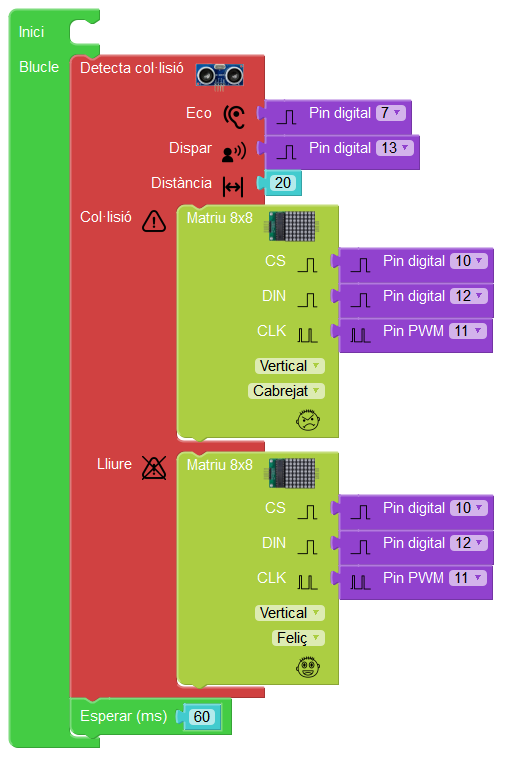 Inici
Blucle
Detecta col·lisió
Eco
Pin digital 7
Dispar
Pin digital 13
Distància
20
Col·lisió
Matriu 8x8
CS
Pin digital 10
DIN
Pin digital 12
CLK
Pin PWM 11
Vertical
Cabrejat
Lliure
Matriu 8x8
CS
Pin digital 10
DIN
Pin digital 12
CLK
Pin PWM 11
Vertical
Feliç
Esperar (ms) 60